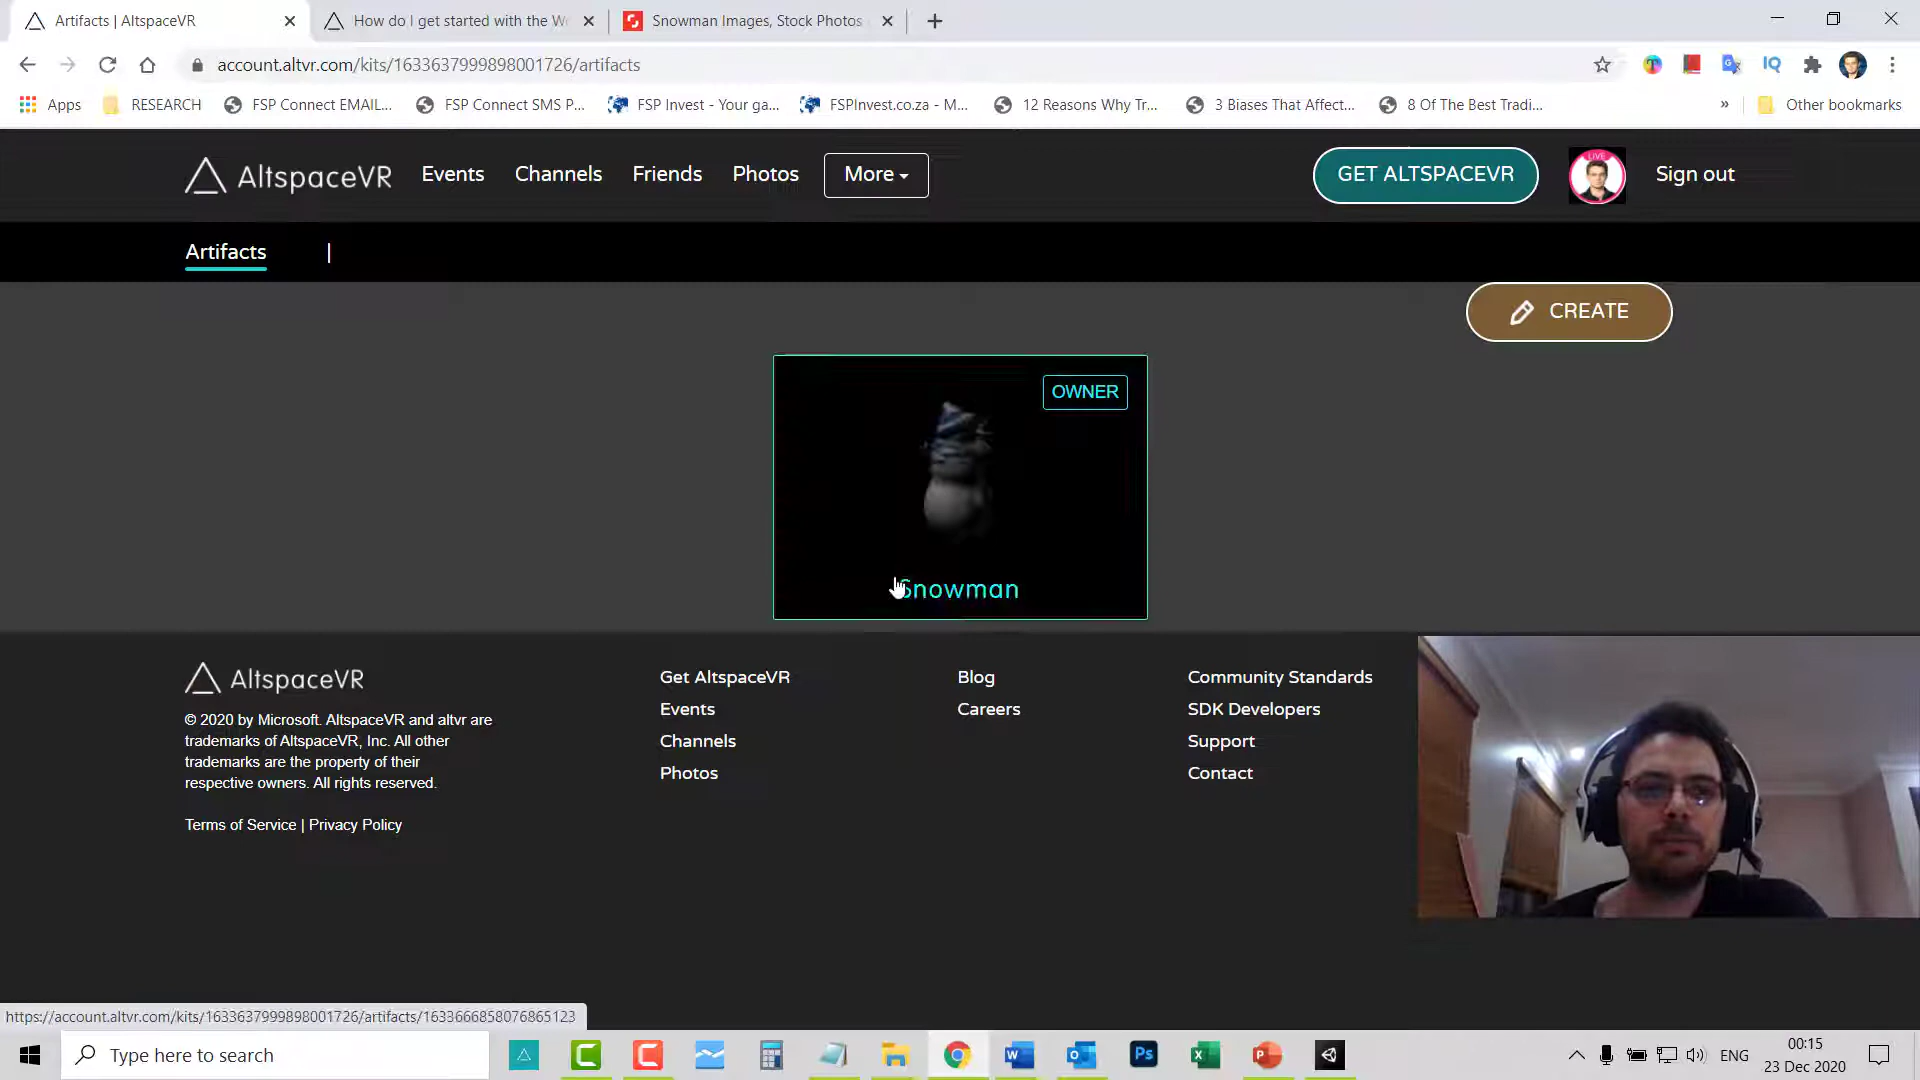 Artifacts | AltspaceVR
How do I get started with the Wo
Snowman Images, Stock Photos
account.altvr.com/kits/1633637999898001726/artifacts
Apps
RESEARCH
FSP Connect EMAIL...
FSP Connect SMS P...
FSP Invest - Your ga...
FSPInvest.co.za - M...
12 Reasons Why Tr...
3 Biases That Affect...
8 Of The Best Tradi...
»
Other bookmarks
AltspaceVR
Events
Channels
Friends
Photos
More
GET ALTSPACEVR
LIVE
Sign out
Artifacts |
CREATE
OWNER
Snowman
AltspaceVR
© 2020 by Microsoft. AltspaceVR and altvr are
trademarks of AltspaceVR, Inc. All other
trademarks are the property of their
respective owners. All rights reserved.
Terms of Service | Privacy Policy
Get AltspaceVR
Events
Channels
Photos
Blog
Careers
Community Standards
SDK Developers
Support
Contact
https://account.altvr.com/kits/1633637999898001726/artifacts/1633666858076865123
Type here to search
ENG
00:15
23 Dec 2020